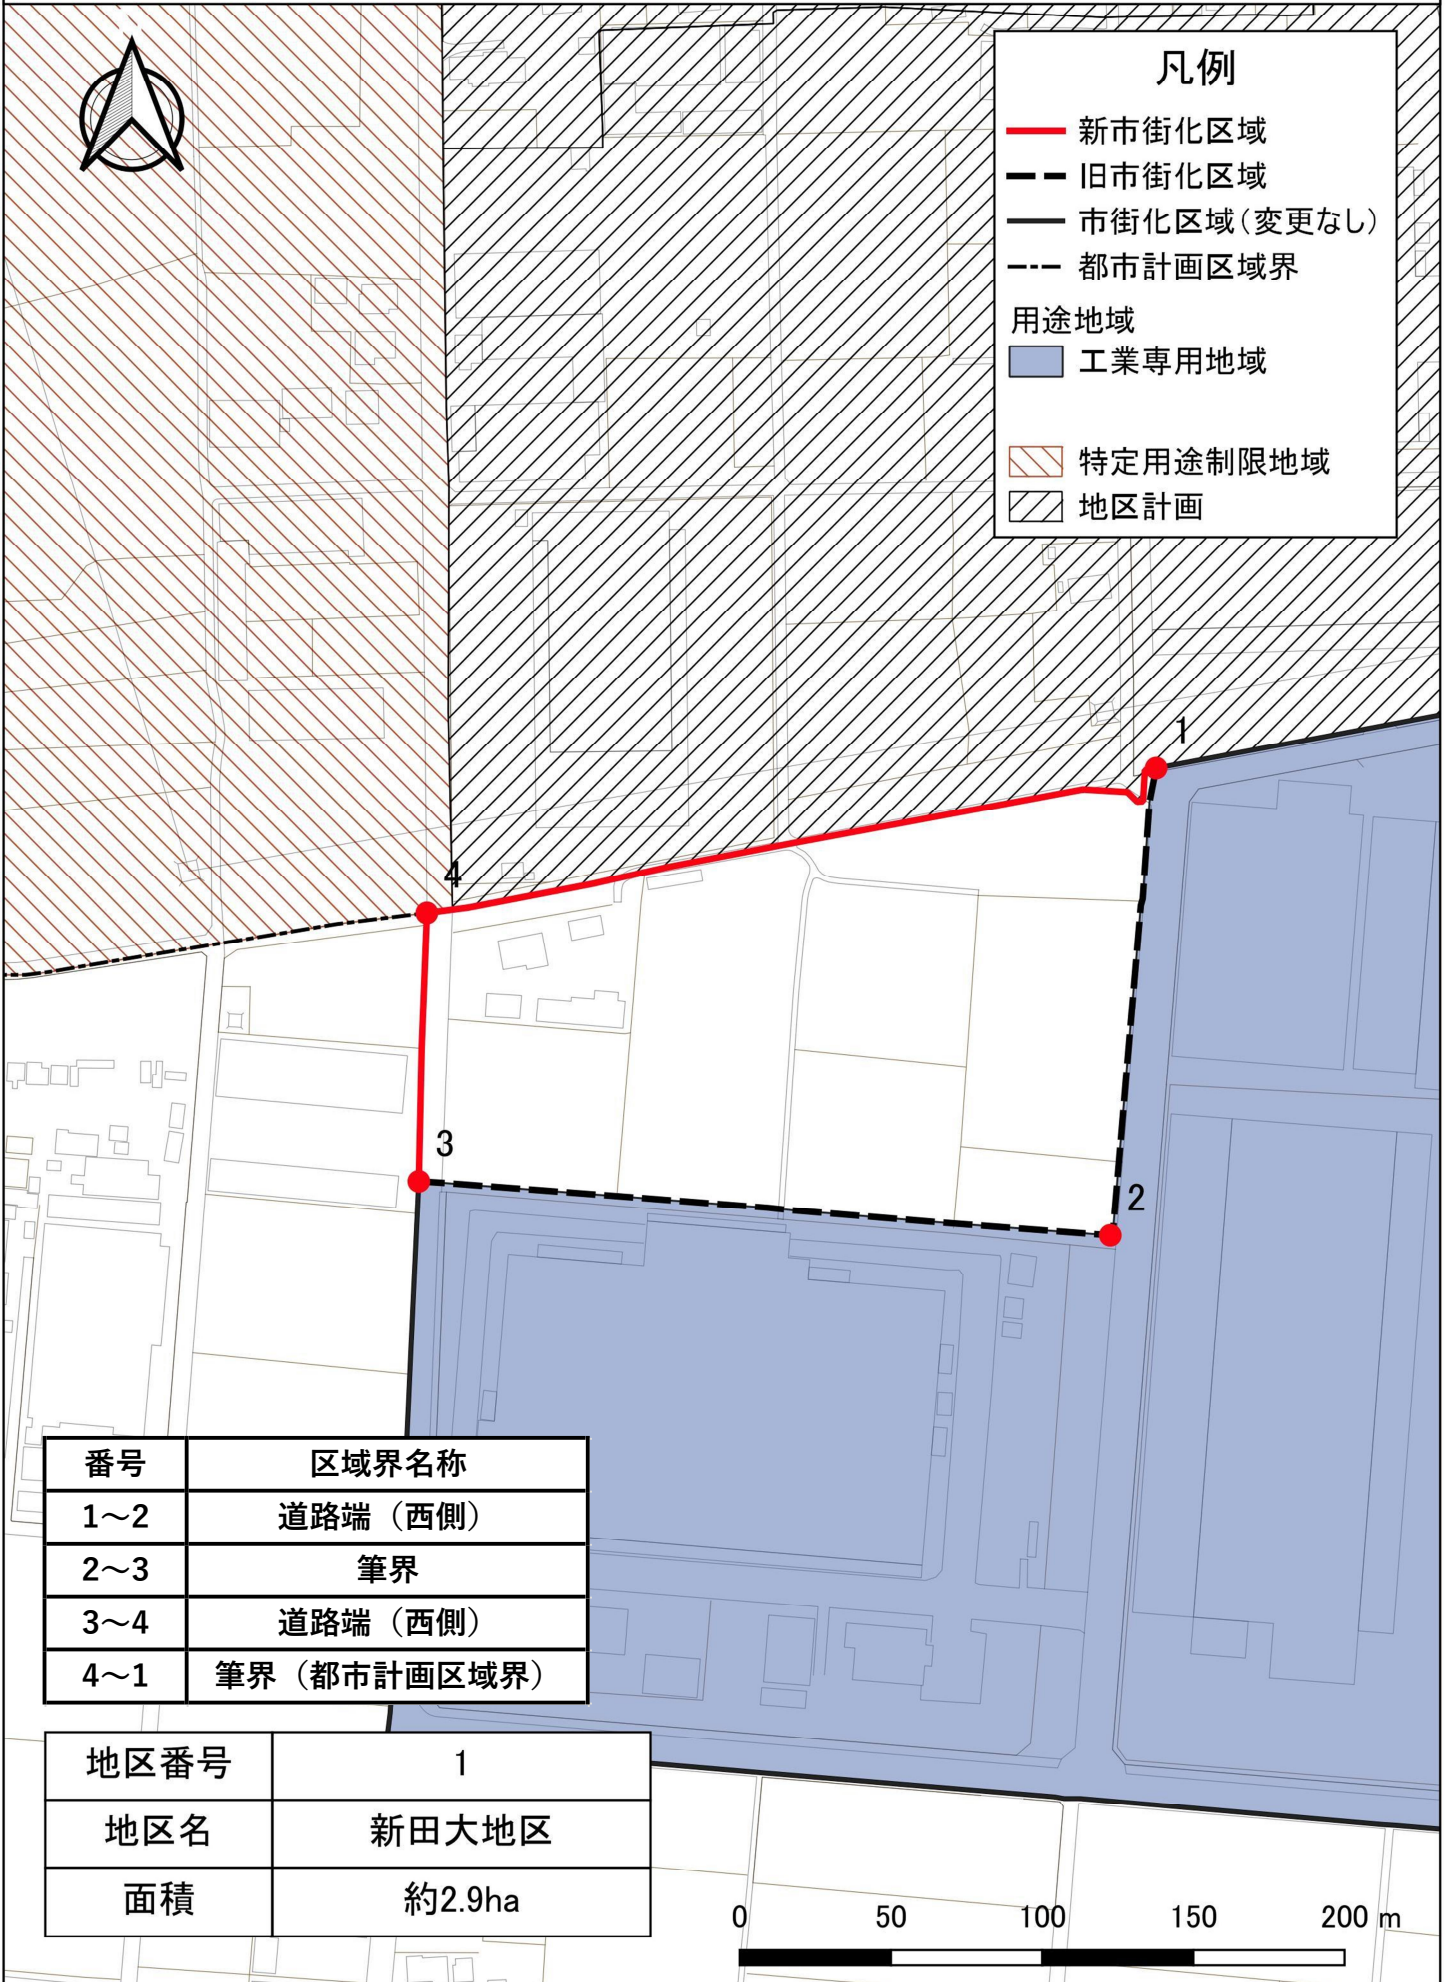 凡例
新市街化区域
旧市街化区域
市街化区域(変更なし)
都市計画区域界
用途地域
工業専用地域
特定用途制限地域
地区計画
1
4
3
2
番号 区域界名称
1～2 道路端（西側）
2～3 筆界
3～4 道路端（西側）
4～1 筆界（都市計画区域界）
地区番号 1
地区名 新田大地区
面積 約2.9ha
0 50 100 150 200 m